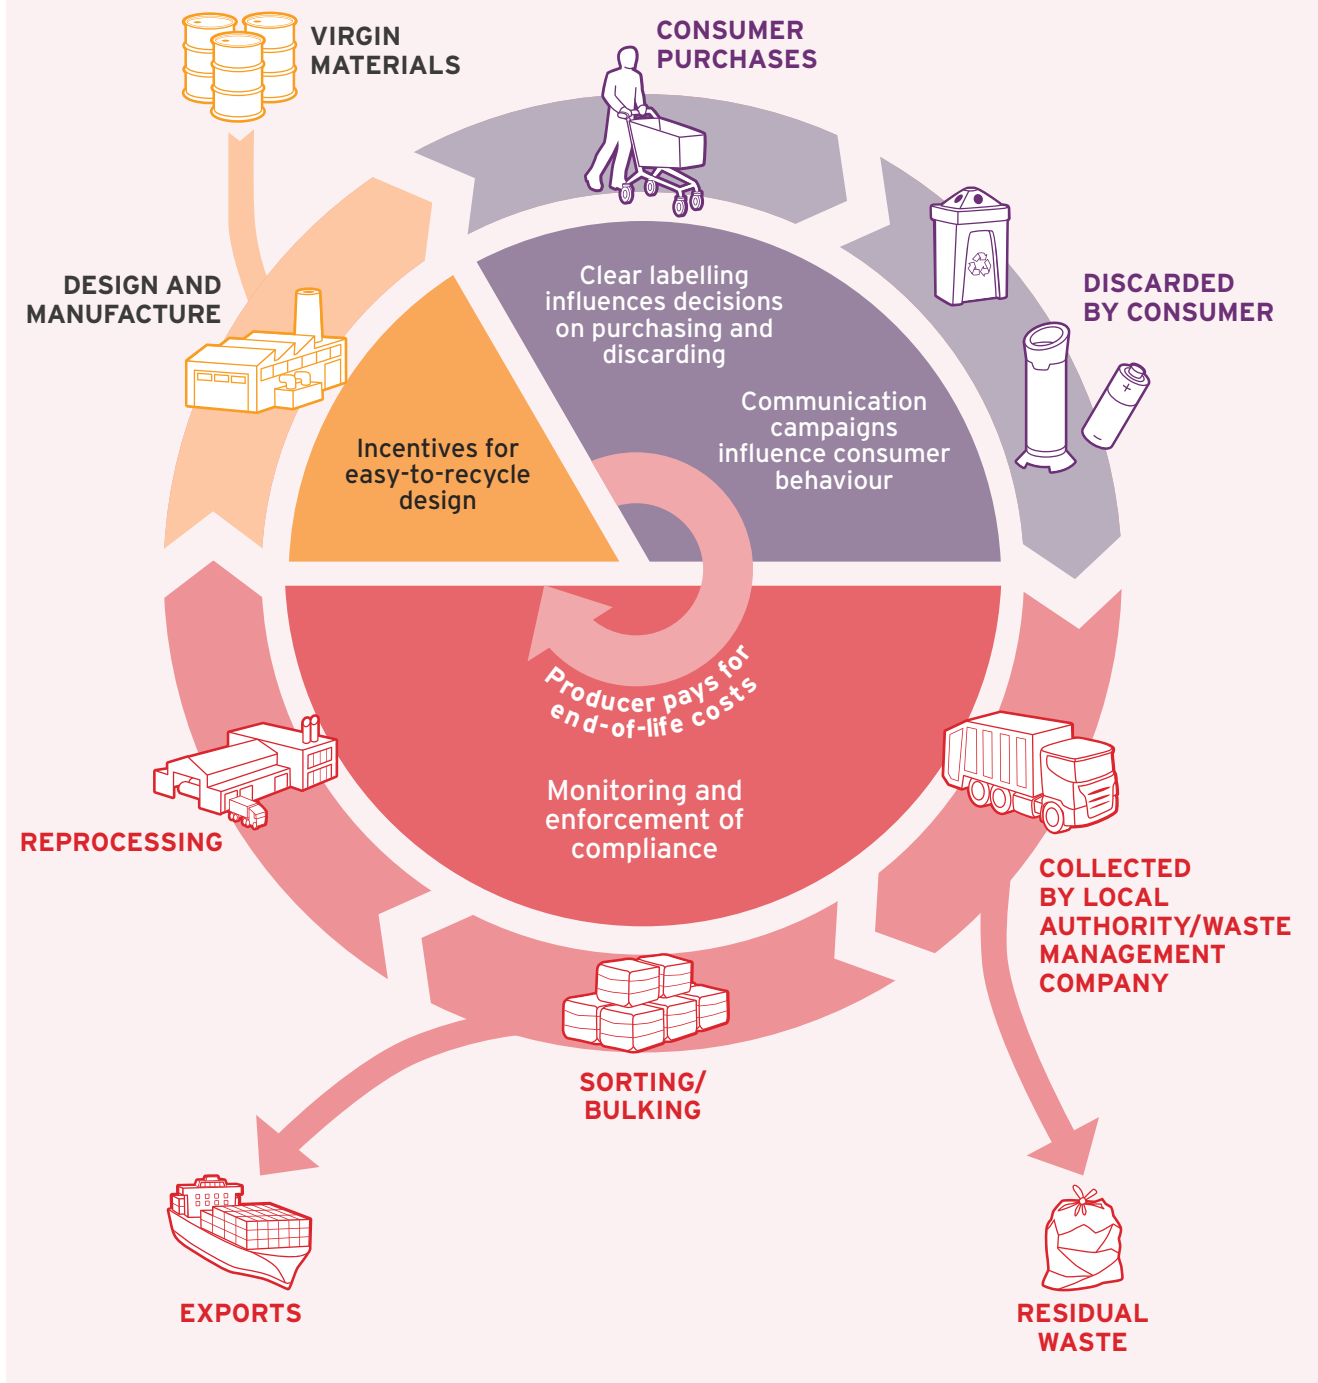 VIRGIN
MATERIALS
CONSUMER
PURCHASES
DESIGN AND
MANUFACTURE
DISCARDED
BY CONSUMER
Clear labelling
influences decisions
on purchasing and
discarding
Communication
campaigns
influence consumer
behaviour
Incentives for
easy-to-recycle
design
Producer pays for
end-of-life costs
Monitoring and
enforcement of
compliance
REPROCESSING
COLLECTED
BY LOCAL
AUTHORITY/WASTE
MANAGEMENT
COMPANY
SORTING/
BULKING
EXPORTS
RESIDUAL
WASTE